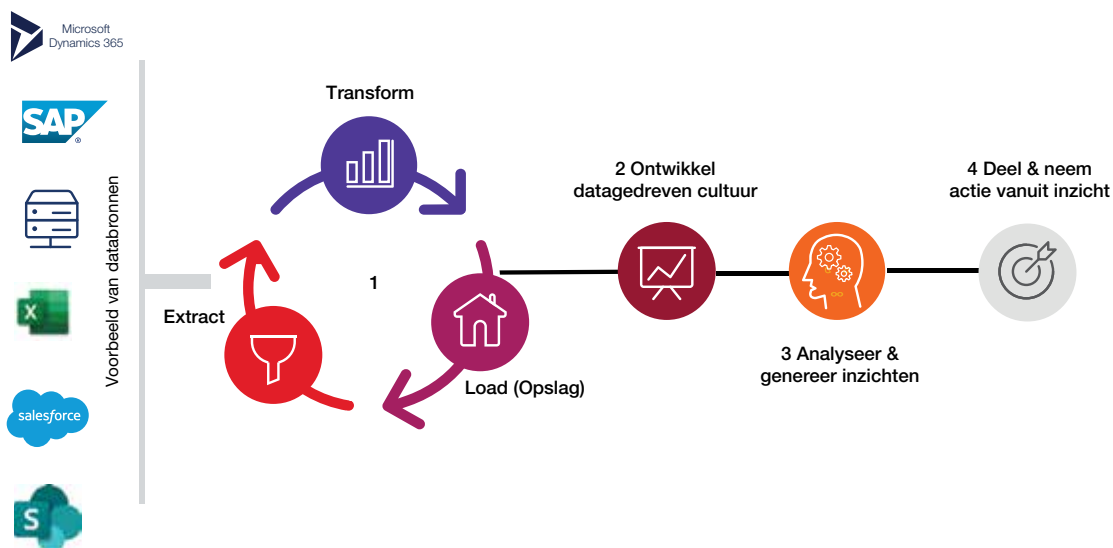 Microsoft
Dynamics 365
SAP
®
Voorbeeld van databronnen
X
salesforce
S
Transform
Extract
1
Load (Opslag)
2 Ontwikkel
datagedreven cultuur
3 Analyseer &
genereer inzichten
4 Deel & neem
actie vanuit inzicht